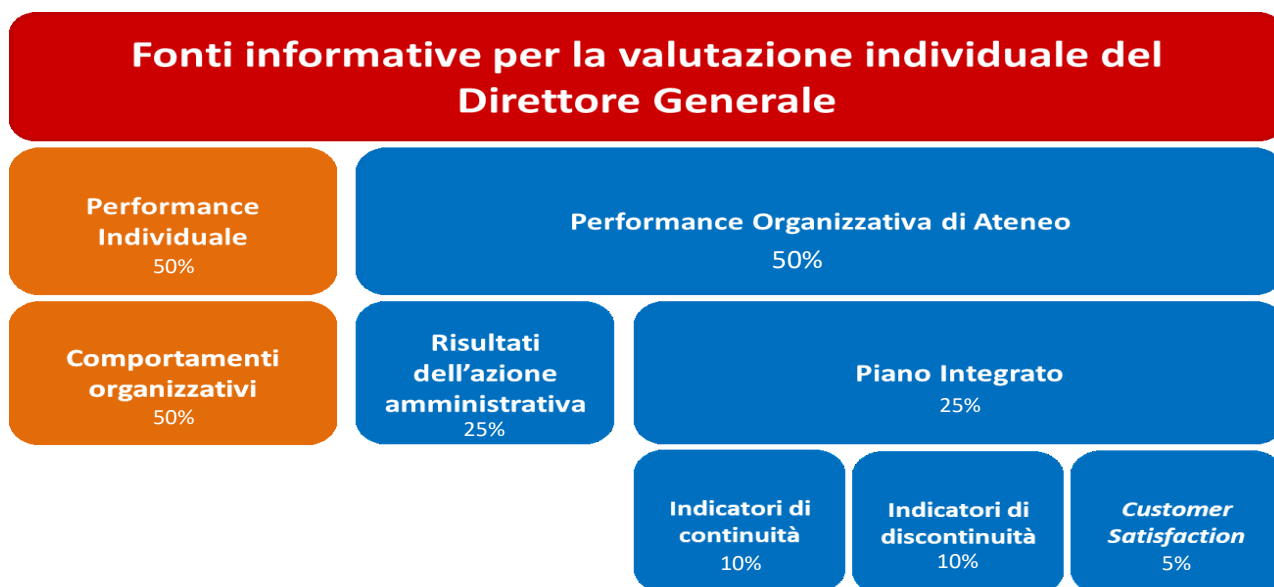 Fonti informative per la valutazione individuale del
Direttore Generale
Performance
Individuale
50%
Performance Organizzativa di Ateneo
50%
Comportamenti
organizzativi
50%
Risultati
dell’azione
amministrativa
25%
Piano Integrato
25%
Indicatori di
continuità
10%
Indicatori di
discontinuità
10%
Customer
Satisfaction
5%